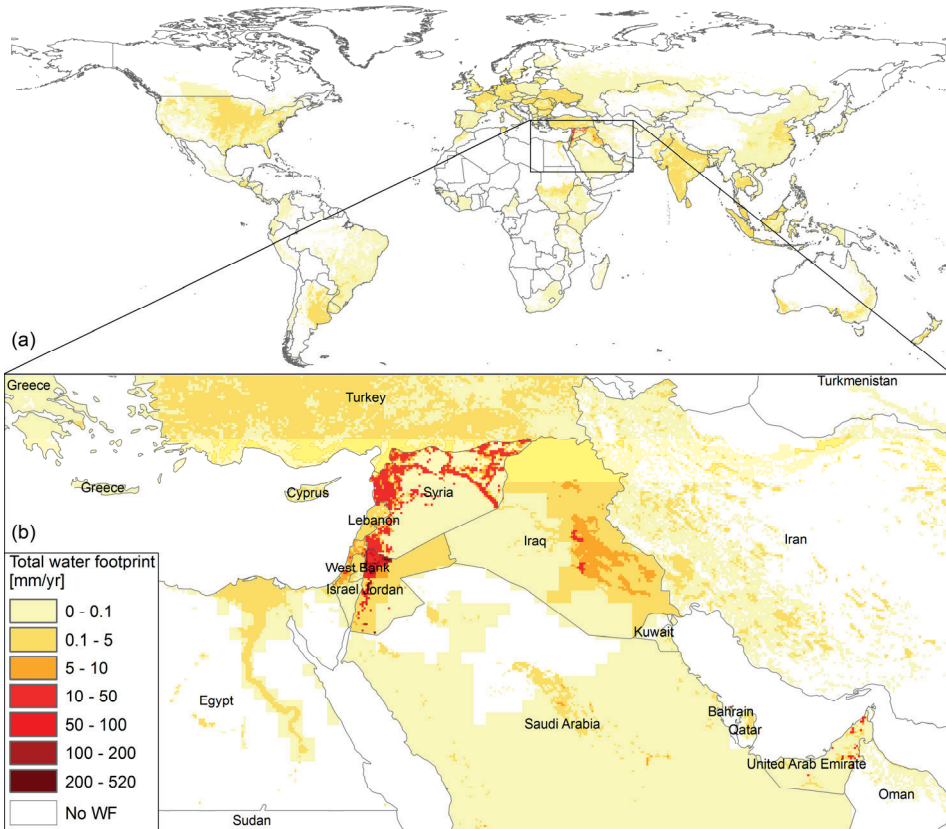 (a)
Greece
Turkey
Turkmenistan
Greece
Cyprus
Syria
(b)
Lebanon
Iraq
Iran
West Bank
Israel Jordan
Kuwait
Egypt
Saudi Arabia
Bahrain
Qatar
United Arab Emirate
Oman
Sudan
Total water footprint
[mm/yr]
0 - 0.1
0.1 - 5
5 - 10
10 - 50
50 - 100
100 - 200
200 - 520
No WF